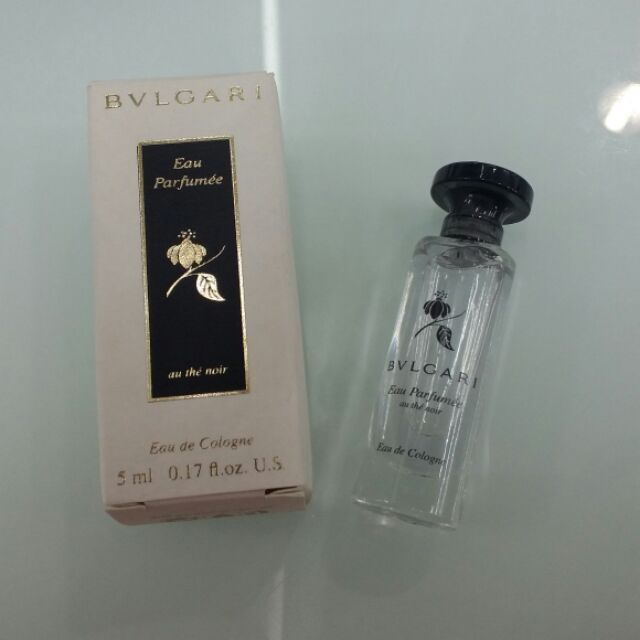 BVLGARI
Eau
Parfumée
au thé noir
Eau de Cologne
5 ml 0.17 fl.oz. U.S.
BVLGARI
Eau Parfumée
au thé noir
Eau de Cologne